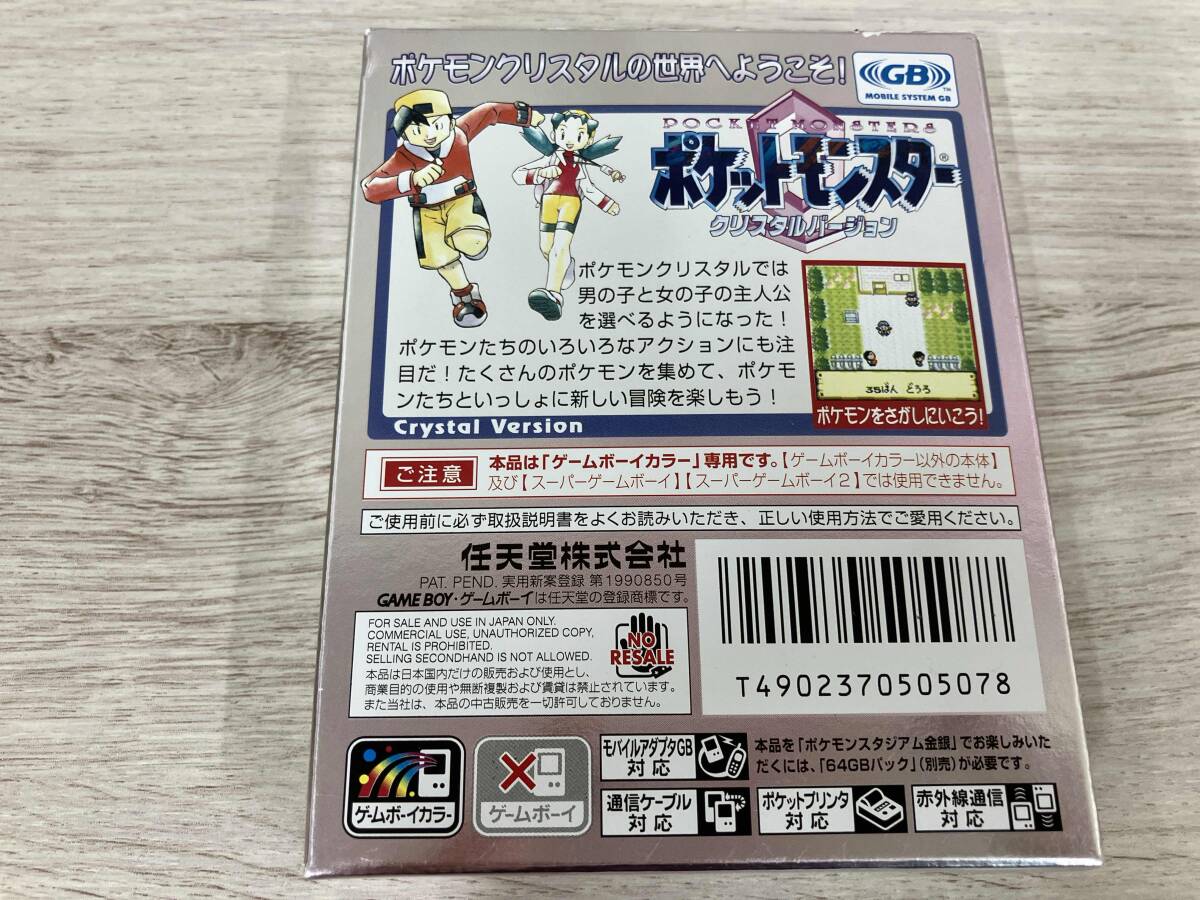 ポケモンクリスタルの世界へようこそ！
GB™
MOBILE SYSTEM GB
POCKET MONSTERS
ポケットモンスター®
クリスタルバージョン
ポケモンクリスタルでは
男の子と女の子の主人公
を選べるようになった！
ポケモンたちのいろいろなアクションにも注
目だ！たくさんのポケモンを集めて、ポケモ
ンたちといっしょに新しい冒険を楽しもう！
35ばん どうろ
ポケモンをさがしにいこう！
Crystal Version
ご注意
本品は「ゲームボーイカラー」専用です。【ゲームボーイカラー以外の本体】
及び【スーパーゲームボーイ】【スーパーゲームボーイ2】では使用できません。
ご使用前に必ず取扱説明書をよくお読みいただき、正しい使用方法でご愛用ください。
任天堂株式会社
PAT. PEND. 実用新案登録 第1990850号
GAME BOY・ゲームボーイは任天堂の登録商標です。
FOR SALE AND USE IN JAPAN ONLY.
COMMERCIAL USE, UNAUTHORIZED COPY,
RENTAL IS PROHIBITED.
SELLING SECONDHAND IS NOT ALLOWED.
NO
RESALE
本品は日本国内だけの販売および使用とし、
商業目的の使用や無断複製および賃貸は禁止されています。
また当社は、本品の中古販売を一切許可しておりません。
T4902370505078
ゲームボーイカラー
ゲームボーイ
モバイルアダプタGB
対応
本品を「ポケモンスタジアム金銀」でお楽しみいた
だくには、「64GBパック」(別売)が必要です。
通信ケーブル
対応
ポケットプリンタ
対応
赤外線通信
対応